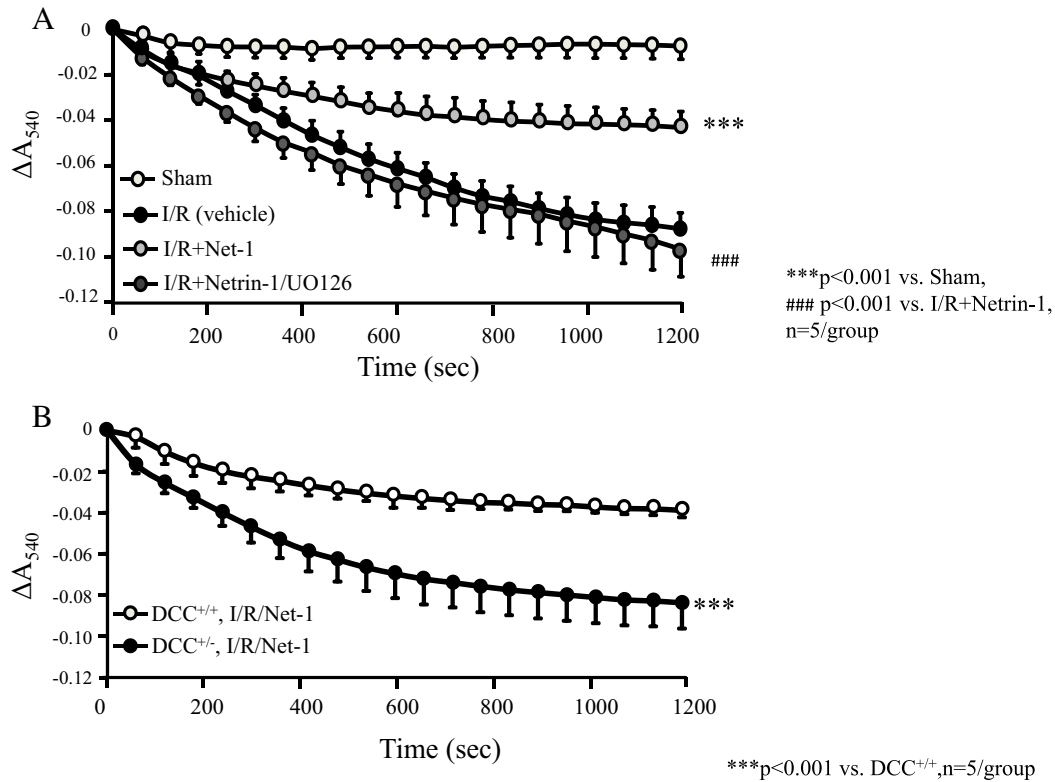 A
0
-0.02
-0.04
-0.06
-0.08
-0.10
-0.12
ΔA540
Sham
I/R (vehicle)
I/R+Net-1
I/R+Netrin-1/UO126
***
###
0 200 400 600 800 1000 1200
Time (sec)
***p<0.001 vs. Sham,
### p<0.001 vs. I/R+Netrin-1,
n=5/group
B
0
-0.02
-0.04
-0.06
-0.08
-0.10
-0.12
ΔA540
DCC+/+, I/R/Net-1
DCC+/-, I/R/Net-1
***
0 200 400 600 800 1000 1200
Time (sec)
***p<0.001 vs. DCC+/+,n=5/group